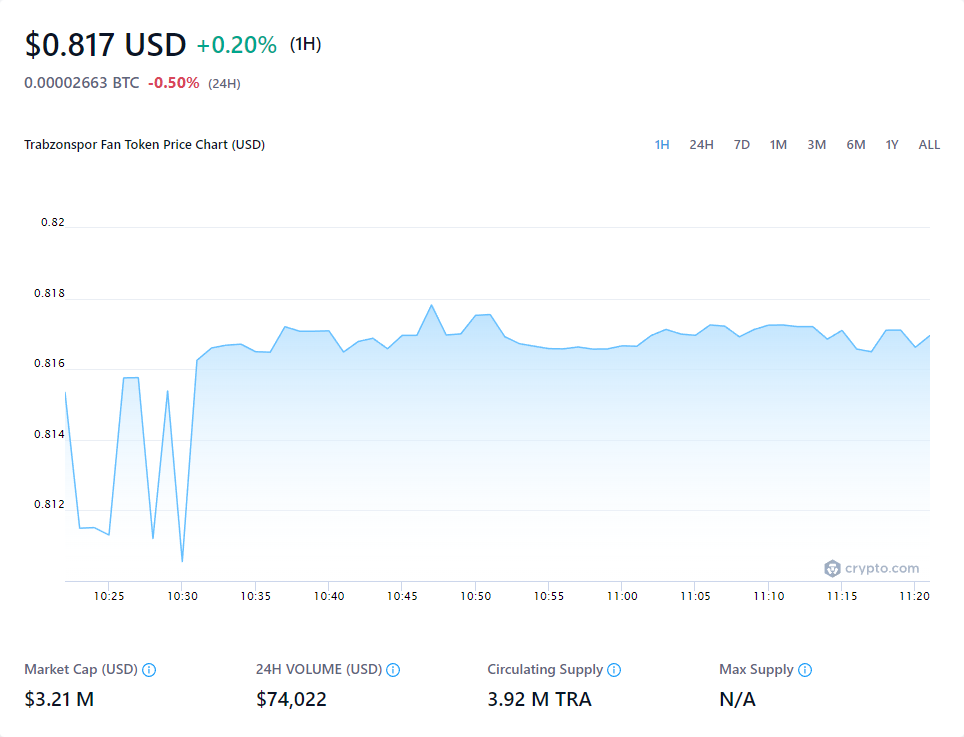 $0.817 USD +0.20% (1H)
0.00002663 BTC -0.50% (24H)
Trabzonspor Fan Token Price Chart (USD)
1H 24H 7D 1M 3M 6M 1Y ALL
0.82
0.818
0.816
0.814
0.812
crypto.com
10:25 10:30 10:35 10:40 10:45 10:50 10:55 11:00 11:05 11:10 11:15 11:20
Market Cap (USD) 24H VOLUME (USD) Circulating Supply Max Supply
$3.21 M $74,022 3.92 M TRA N/A